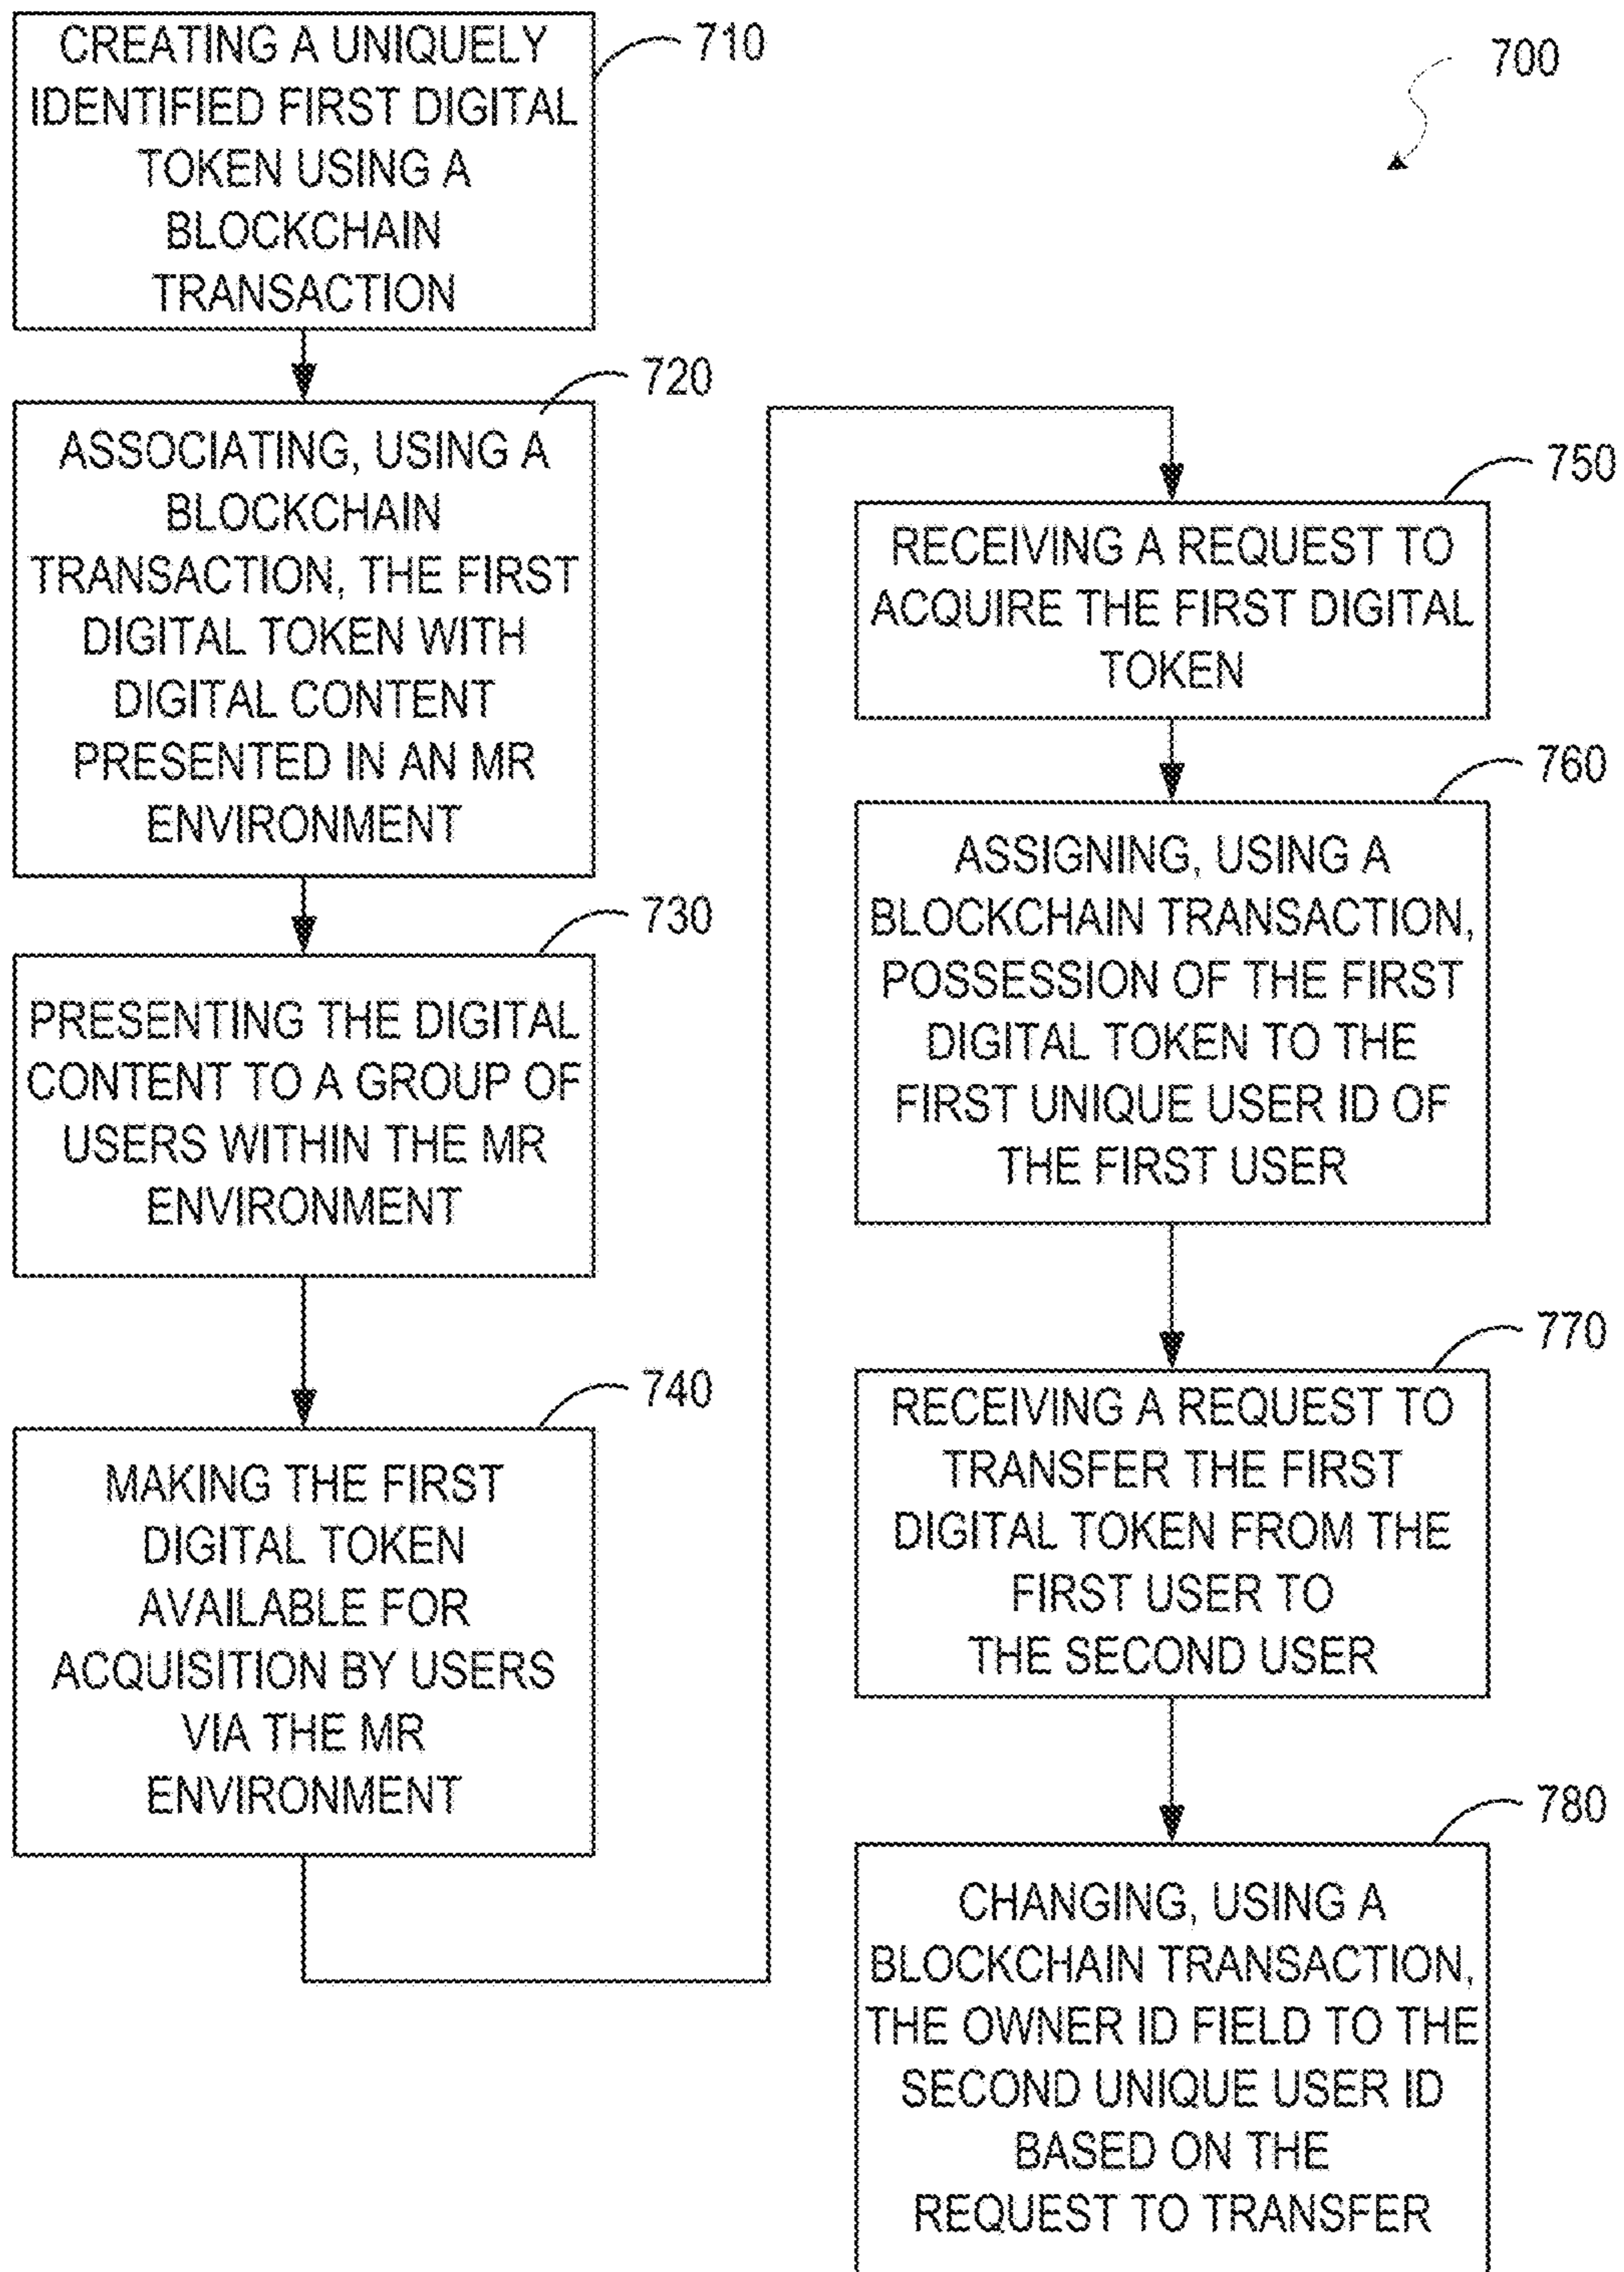 CREATING A UNIQUELY
IDENTIFIED FIRST DIGITAL
TOKEN USING A
BLOCKCHAIN
TRANSACTION
710
700
720
ASSOCIATING, USING A
BLOCKCHAIN
TRANSACTION, THE FIRST
DIGITAL TOKEN WITH
DIGITAL CONTENT
PRESENTED IN AN MR
ENVIRONMENT
730
PRESENTING THE DIGITAL
CONTENT TO A GROUP OF
USERS WITHIN THE MR
ENVIRONMENT
740
MAKING THE FIRST
DIGITAL TOKEN
AVAILABLE FOR
ACQUISITION BY USERS
VIA THE MR
ENVIRONMENT
750
RECEIVING A REQUEST TO
ACQUIRE THE FIRST DIGITAL
TOKEN
760
ASSIGNING, USING A
BLOCKCHAIN TRANSACTION,
POSSESSION OF THE FIRST
DIGITAL TOKEN TO THE
FIRST UNIQUE USER ID OF
THE FIRST USER
770
RECEIVING A REQUEST TO
TRANSFER THE FIRST
DIGITAL TOKEN FROM THE
FIRST USER TO
THE SECOND USER
780
CHANGING, USING A
BLOCKCHAIN TRANSACTION,
THE OWNER ID FIELD TO THE
SECOND UNIQUE USER ID
BASED ON THE
REQUEST TO TRANSFER